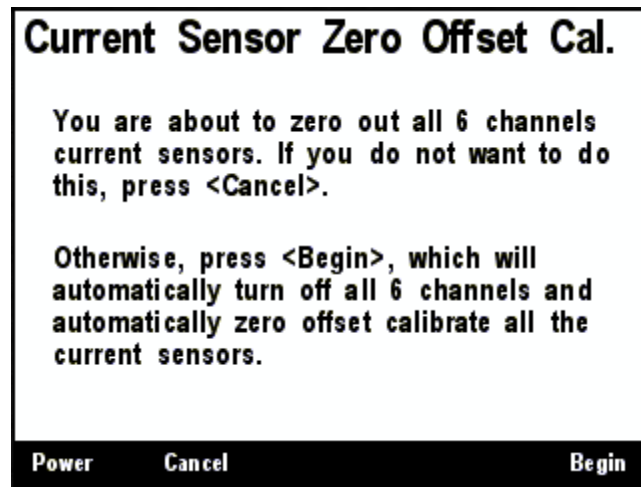 Current Sensor Zero Offset Cal.
You are about to zero out all 6 channels
current sensors. If you do not want to do
this, press <Cancel>.
Otherwise, press <Begin>, which will
automatically turn off all 6 channels and
automatically zero offset calibrate all the
current sensors.
Power Cancel Begin